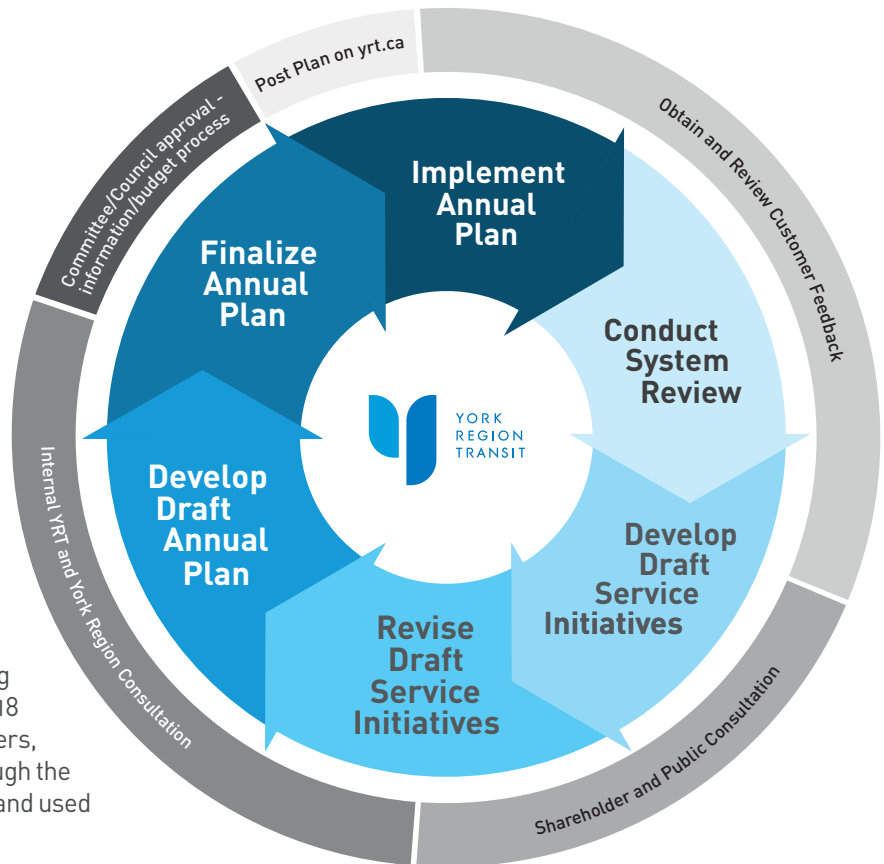 Post Plan on yrt.ca
Obtain and Review Customer Feedback
Shareholder and Public Consultation
Internal YRT and York Region Consultation
Committee/Council approval -
information/budget process
Implement
Annual
Plan
Conduct
System
Review
Develop
Draft
Service
Initiatives
Revise
Draft
Service
Initiatives
Develop
Draft
Annual
Plan
Finalize
Annual
Plan
YORK
REGION
TRANSIT
18
and used